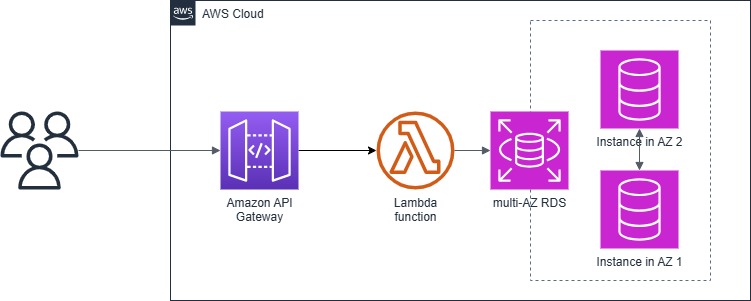 aws
AWS Cloud
Amazon API
Gateway
</>
Lambda
function
multi-AZ RDS
Instance in AZ 2
Instance in AZ 1